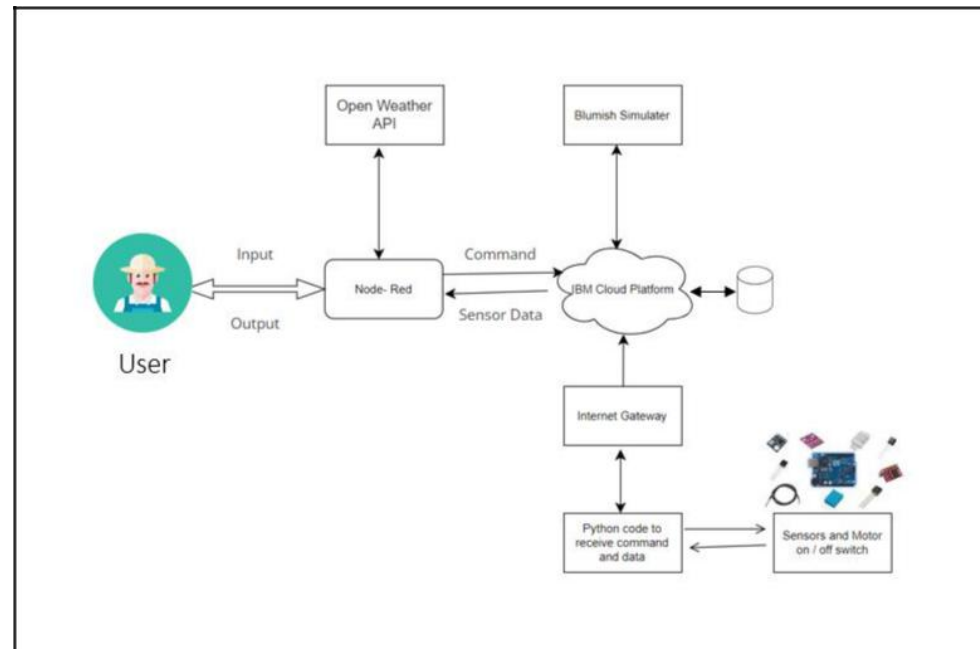 Open Weather
API
Blumish Simulater
Input
Command
Node- Red
IBM Cloud Platform
Output
Sensor Data
User
Internet Gateway
Python code to
receive command
and data
Sensors and Motor
on / off switch